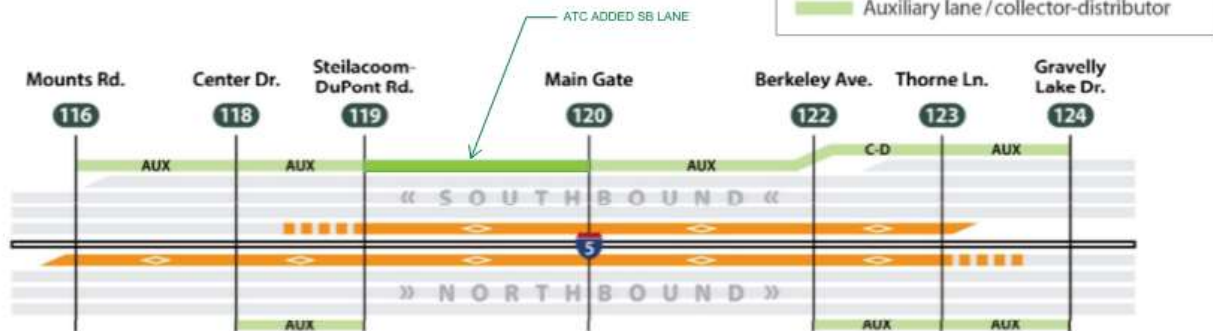 ATC ADDED SB LANE
Auxiliary lane / collector-distributor
Mounts Rd.
Center Dr.
Steilacoom-
DuPont Rd.
Main Gate
Berkeley Ave.
Thorne Ln.
Gravelly
Lake Dr.
116
118
119
120
122
123
124
AUX
AUX
AUX
C-D
AUX
« SOUTHBOUND «
5
» NORTHBOUND »
AUX
AUX
AUX